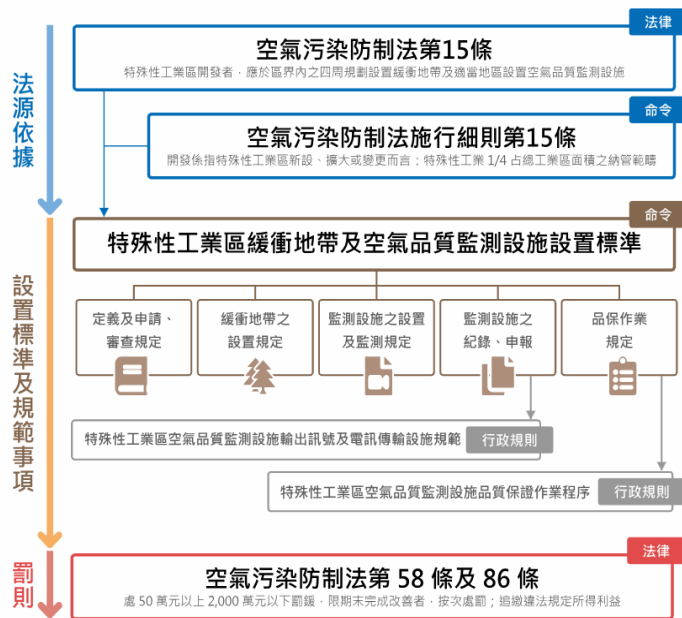 法源依據
法律
空氣污染防制法第15條
特殊性工業區開發者，應於區界內之四周規劃設置緩衝地帶及適當地區設置空氣品質監測設施
命令
空氣污染防制法施行細則第15條
開發係指特殊性工業區新設、擴大或變更而言；特殊性工業 1/4 占總工業區面積之納管範疇
設置標準及規範事項
命令
特殊性工業區緩衝地帶及空氣品質監測設施設置標準
定義及申請、
審查規定
緩衝地帶之
設置規定
監測設施之設置
及監測規定
監測設施之
紀錄、申報
品保作業
規定
特殊性工業區空氣品質監測設施輸出訊號及電訊傳輸設施規範 行政規則
特殊性工業區空氣品質監測設施品質保證作業程序 行政規則
罰則
法律
空氣污染防制法第 58 條及 86 條
處 50 萬元以上 2,000 萬元以下罰鍰，限期未完成改善者，按次處罰；追繳違法規定所得利益